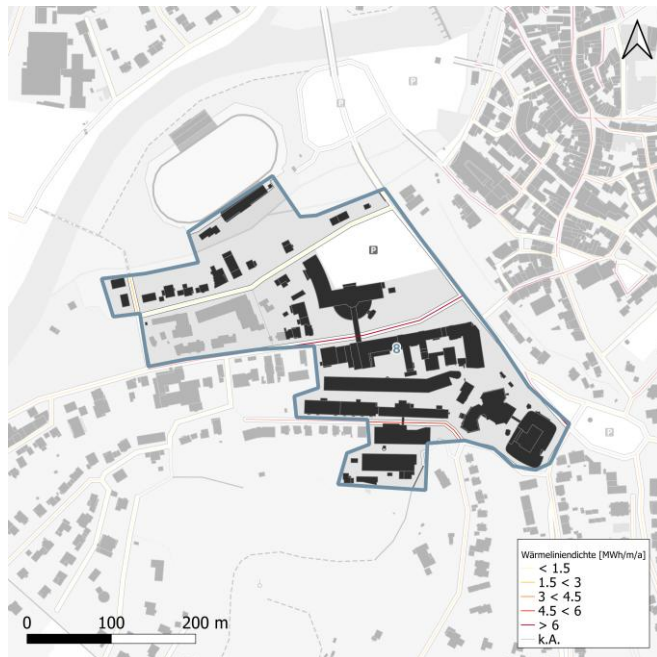 P
P
P
8
Wärmeliniendichte [MWh/m/a]
< 1.5
1.5 < 3
3 < 4.5
4.5 < 6
> 6
k.A.
0 100 200 m
P